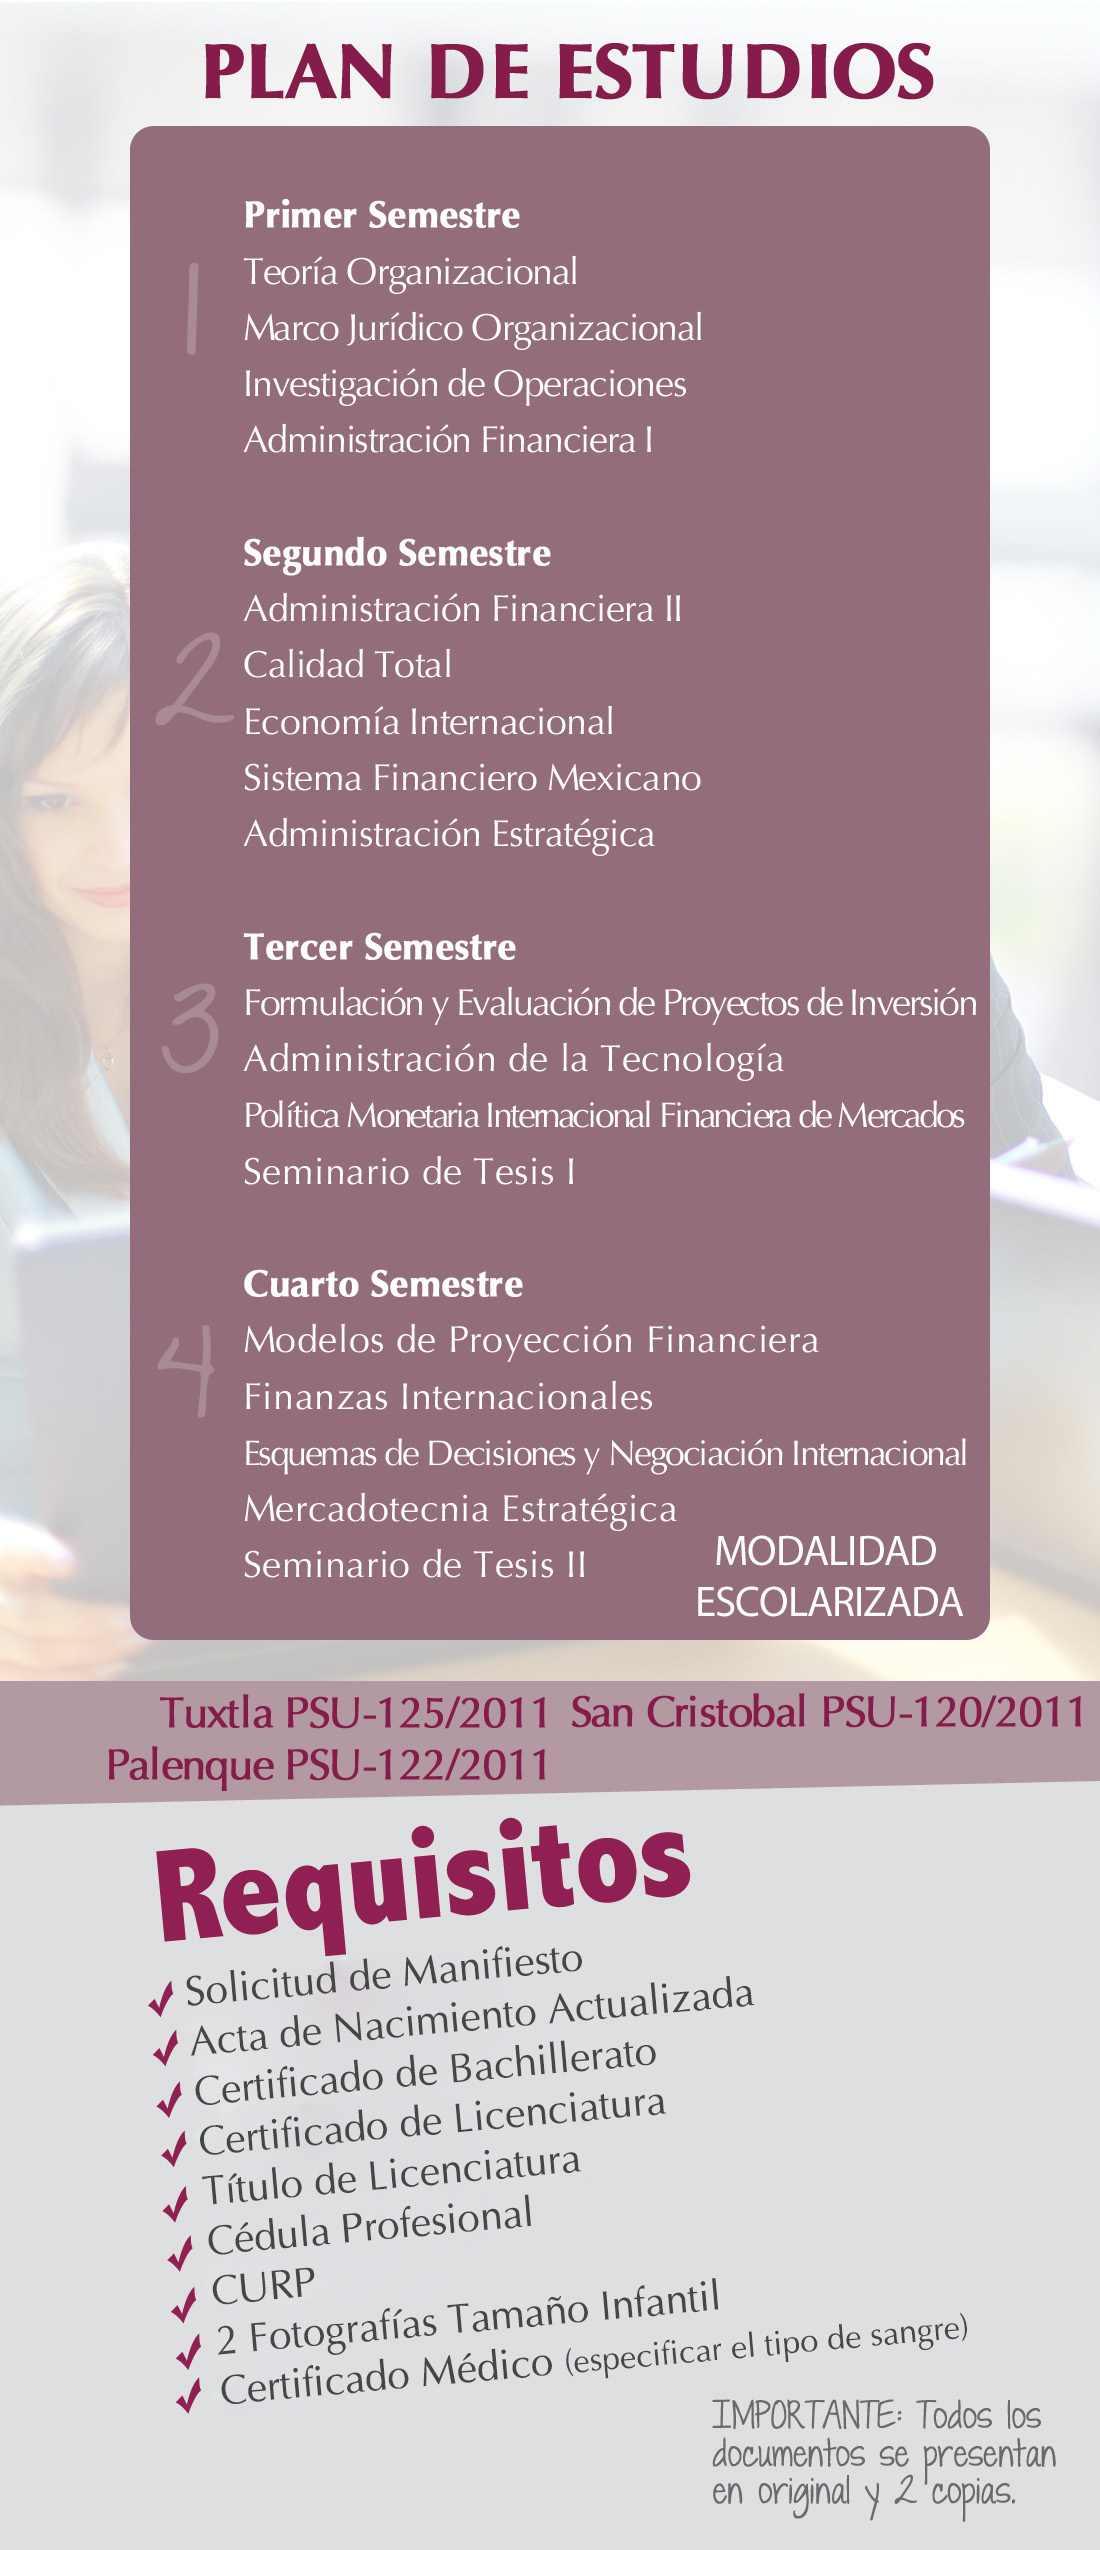 PLAN DE ESTUDIOS
1
Primer Semestre
Teoría Organizacional
Marco Jurídico Organizacional
Investigación de Operaciones
Administración Financiera I
2
Segundo Semestre
Administración Financiera II
Calidad Total
Economía Internacional
Sistema Financiero Mexicano
Administración Estratégica
3
Tercer Semestre
Formulación y Evaluación de Proyectos de Inversión
Administración de la Tecnología
Política Monetaria Internacional Financiera de Mercados
Seminario de Tesis I
4
Cuarto Semestre
Modelos de Proyección Financiera
Finanzas Internacionales
Esquemas de Decisiones y Negociación Internacional
Mercadotecnia Estratégica
Seminario de Tesis II
MODALIDAD
ESCOLARIZADA
Tuxtla PSU-125/2011 San Cristobal PSU-120/2011
Palenque PSU-122/2011
Requisitos
Solicitud de Manifiesto
Acta de Nacimiento Actualizada
Certificado de Bachillerato
Certificado de Licenciatura
Título de Licenciatura
Cédula Profesional
CURP
2 Fotografías Tamaño Infantil
Certificado Médico (especificar el tipo de sangre)
IMPORTANTE: Todos los
documentos se presentan
en original y 2 copias.